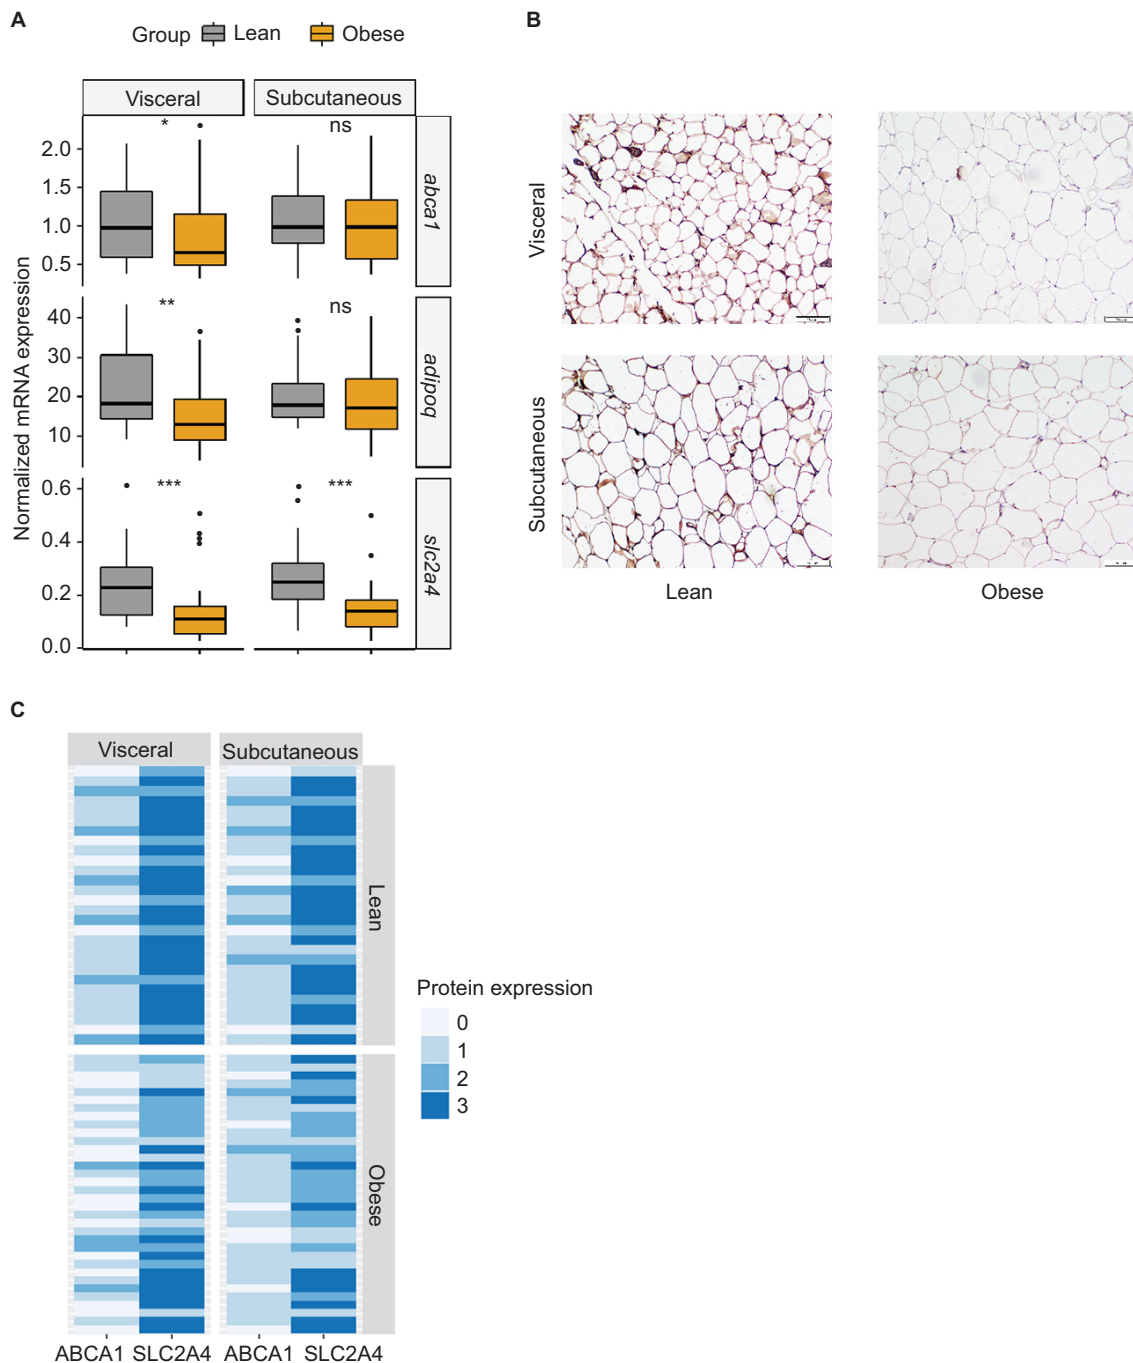 A
B
Group Lean Obese
Visceral Subcutaneous
Normalized mRNA expression
* ns
abca1
2.0
1.5
1.0
0.5
** ns
adipoq
40
30
20
10
*** ***
slc2a4
0.6
0.4
0.2
0.0
Visceral
Subcutaneous
Lean Obese
C
Visceral Subcutaneous
Lean
Obese
Protein expression
0
1
2
3
ABCA1 SLC2A4 ABCA1 SLC2A4